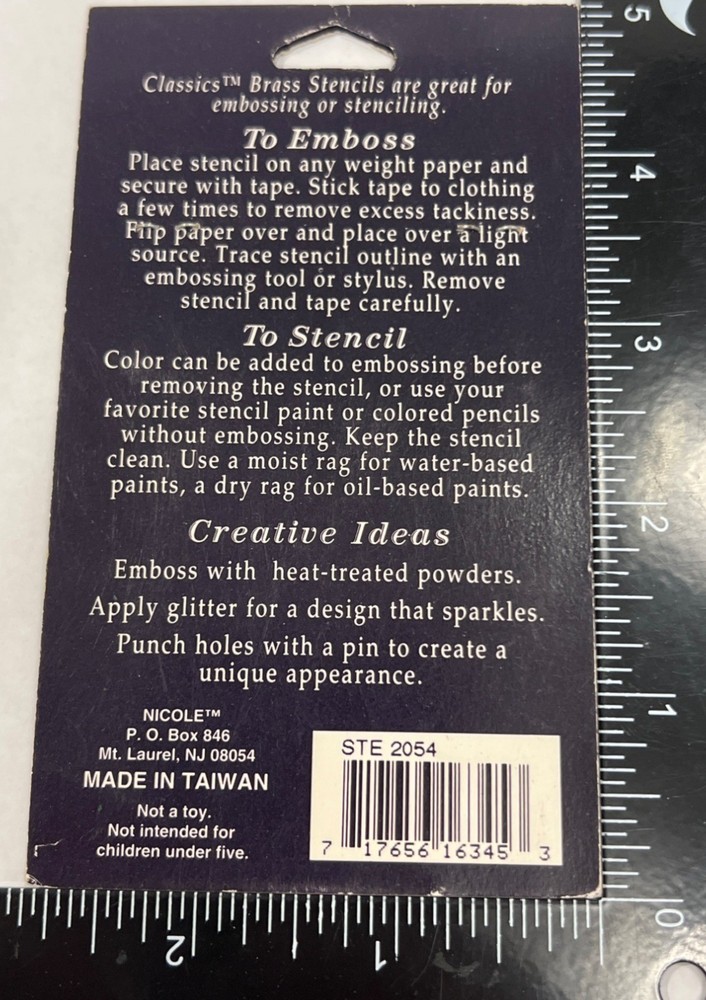 Classics™ Brass Stencils are great for
embossing or stenciling.
To Emboss
Place stencil on any weight paper and
secure with tape. Stick tape to clothing
a few times to remove excess tackiness.
Flip paper over and place over a light
source. Trace stencil outline with an
embossing tool or stylus. Remove
stencil and tape carefully.
To Stencil
Color can be added to embossing before
removing the stencil, or use your
favorite stencil paint or colored pencils
without embossing. Keep the stencil
clean. Use a moist rag for water-based
paints, a dry rag for oil-based paints.
Creative Ideas
Emboss with heat-treated powders.
Apply glitter for a design that sparkles.
Punch holes with a pin to create a
unique appearance.
NICOLE™
P. O. Box 846
Mt. Laurel, NJ 08054
MADE IN TAIWAN
Not a toy.
Not intended for
children under five.
STE 2054
7 17656 16345 3
5
4
3
2
1
0
2
1